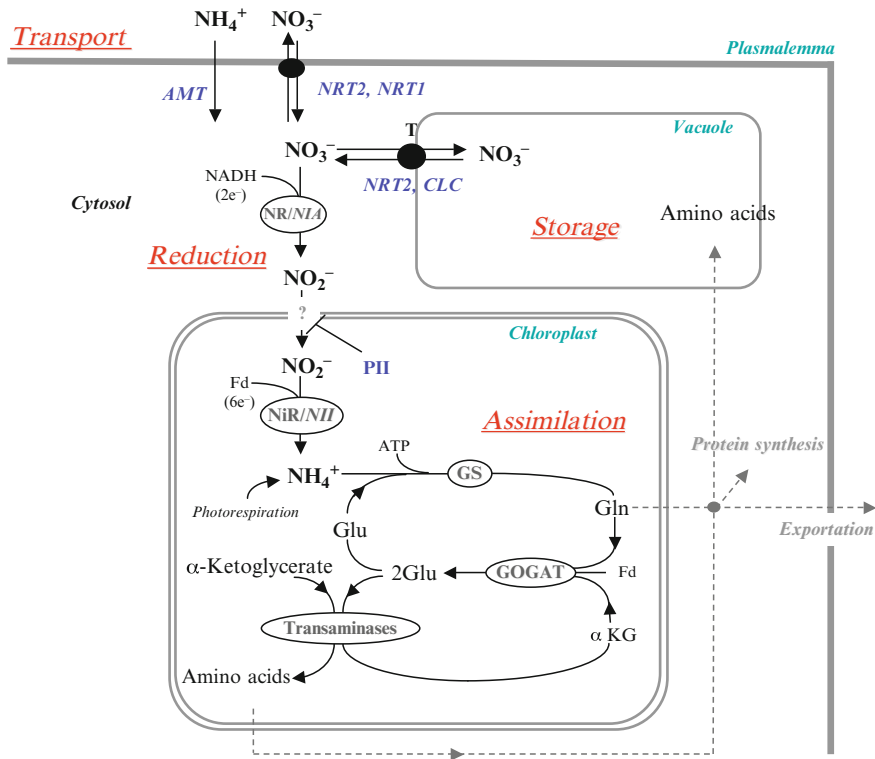 Transport
NH₄⁺
NO₃⁻
Plasmalemma
AMT
NRT2, NRT1
Vacuole
T
NO₃⁻
NO₃⁻
NADH
(2e⁻)
NRT2, CLC
Cytosol
NR/NIA
Amino acids
Storage
Reduction
NO₂⁻
?
Chloroplast
PII
NO₂⁻
Fd
(6e⁻)
NiR/NII
Assimilation
Protein synthesis
ATP
NH₄⁺
GS
Photorespiration
Gln
Glu
Exportation
α-Ketoglycerate
2Glu
GOGAT
Fd
Transaminases
α KG
Amino acids